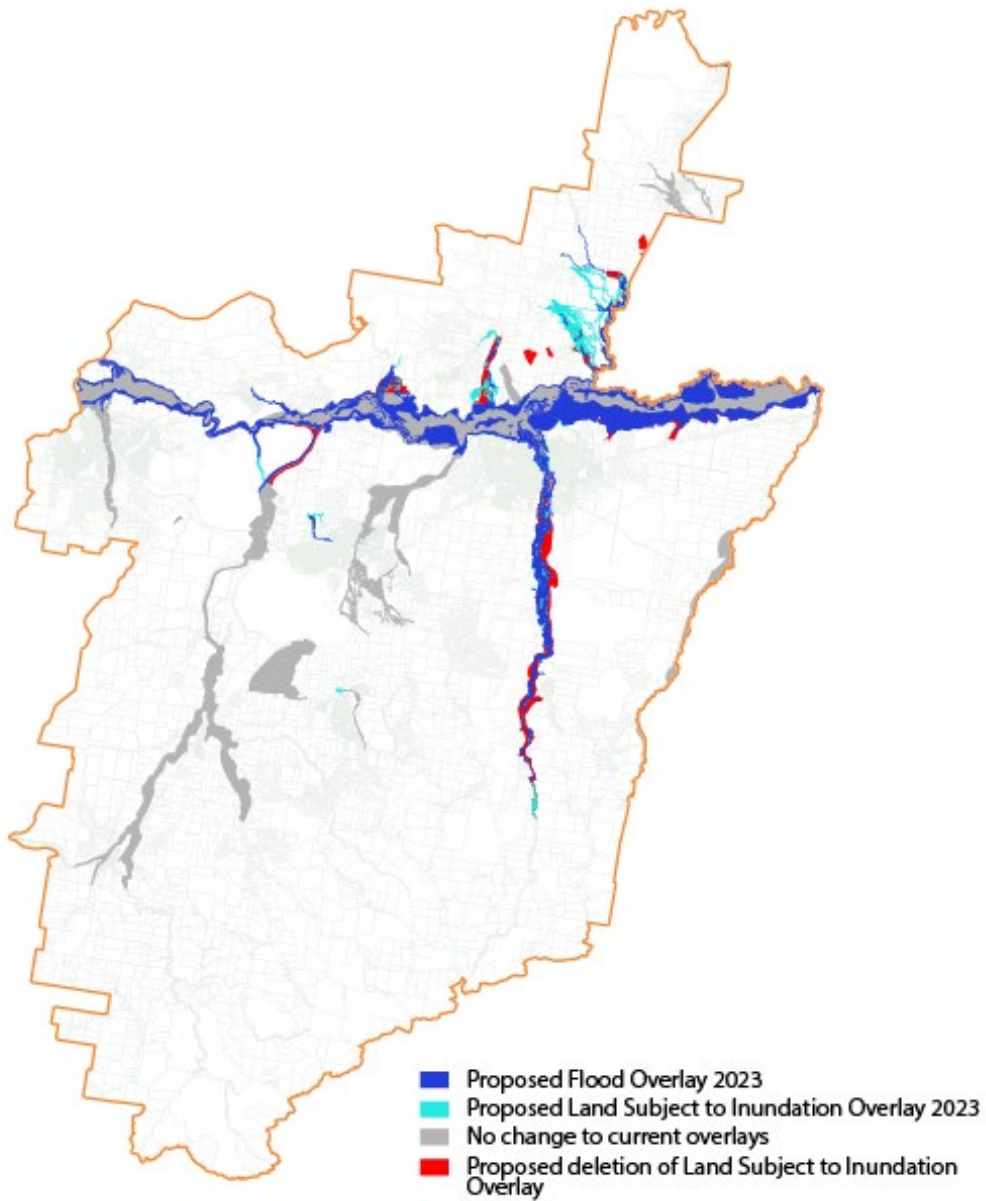 Proposed Flood Overlay 2023
Proposed Land Subject to Inundation Overlay 2023
No change to current overlays
Proposed deletion of Land Subject to Inundation
Overlay